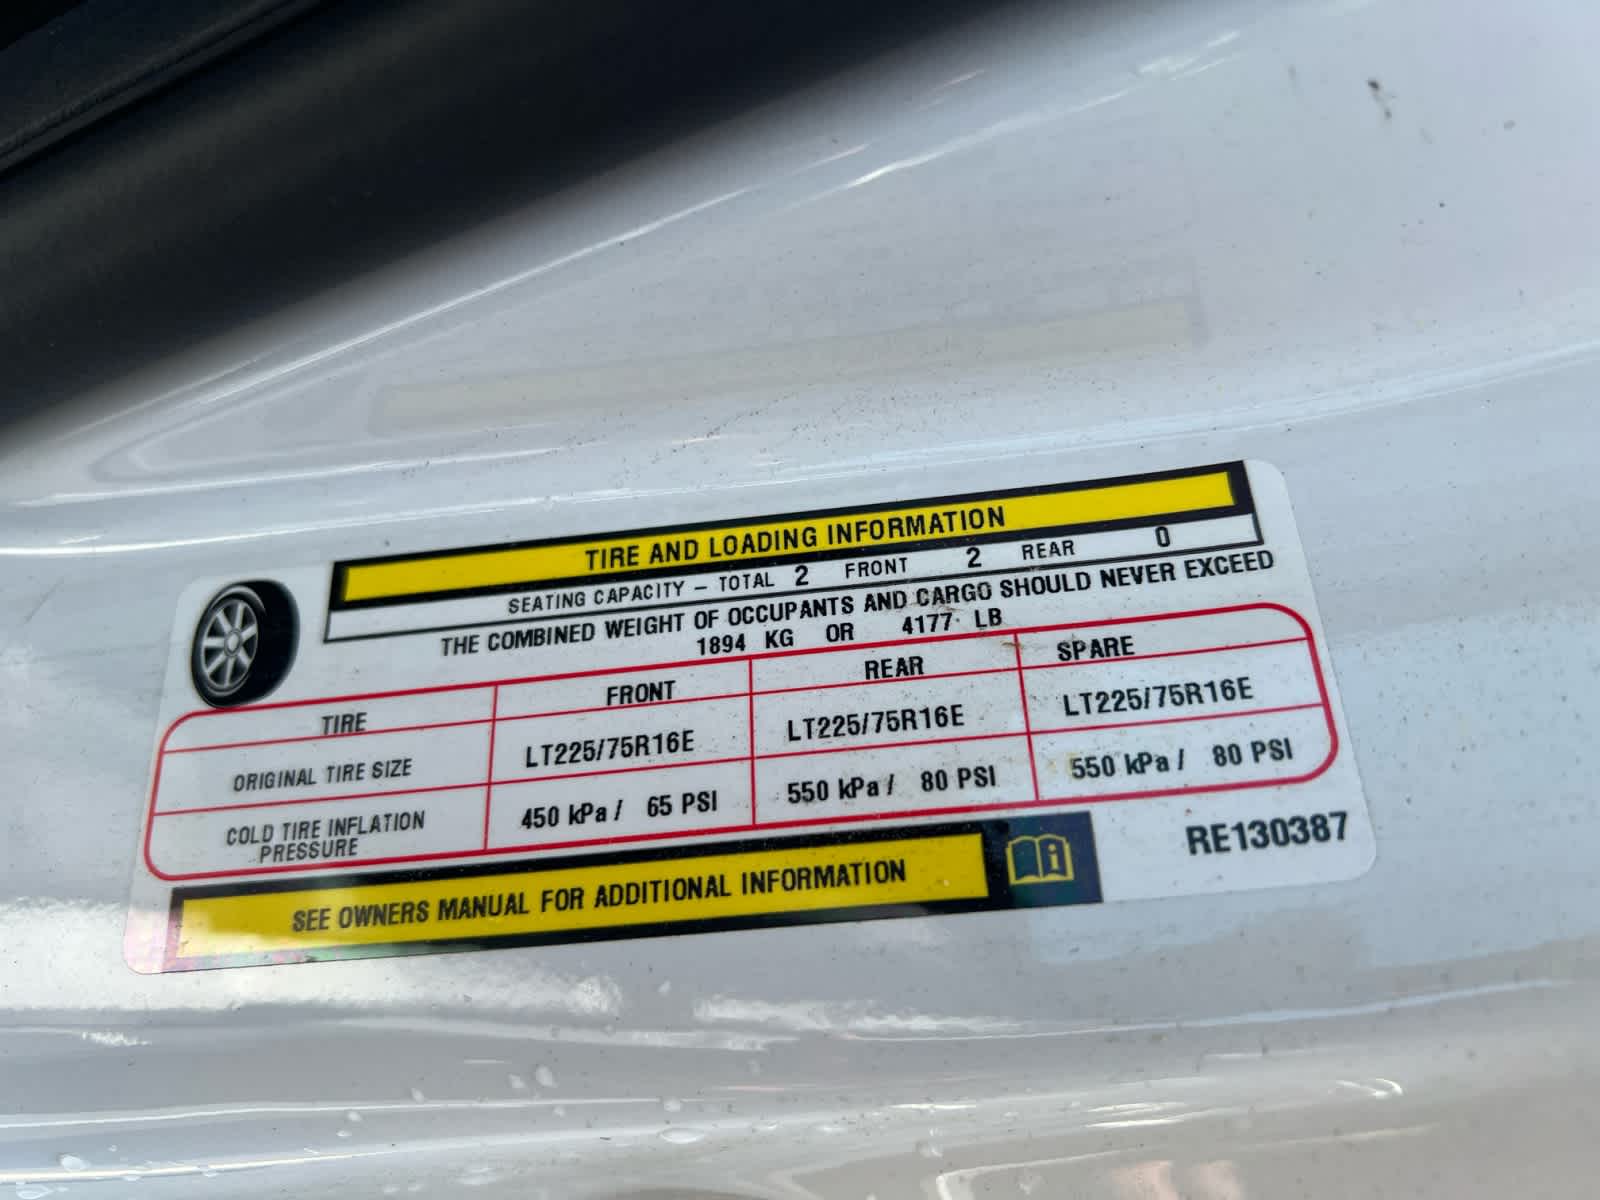 TIRE AND LOADING INFORMATION
SEATING CAPACITY – TOTAL 2 FRONT 2 REAR 0
THE COMBINED WEIGHT OF OCCUPANTS AND CARGO SHOULD NEVER EXCEED
1894 KG OR 4177 LB
TIRE FRONT REAR SPARE
ORIGINAL TIRE SIZE LT225/75R16E LT225/75R16E LT225/75R16E
COLD TIRE INFLATION
PRESSURE 450 kPa / 65 PSI 550 kPa / 80 PSI 550 kPa / 80 PSI
SEE OWNERS MANUAL FOR ADDITIONAL INFORMATION
RE130387